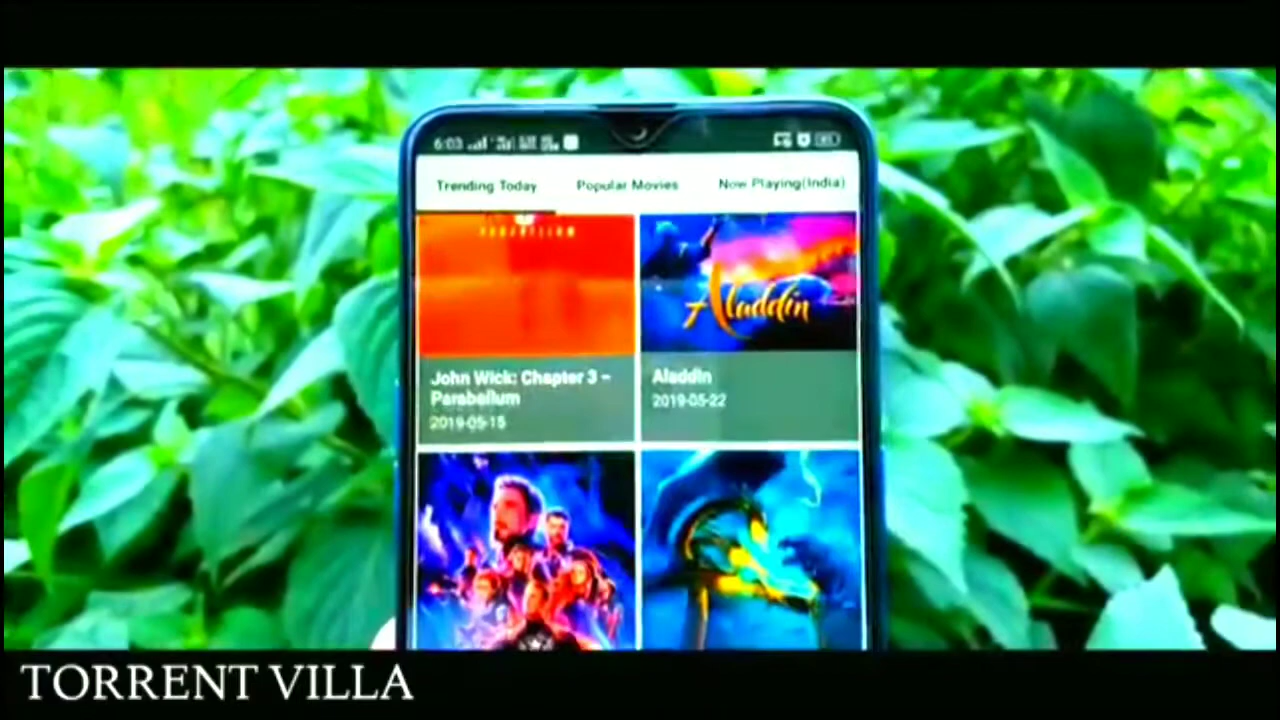 6:03
Trending Today
Popular Movies
Now Playing(India)
Aladdin
John Wick: Chapter 3 –
Parabellum
2019-05-15
Aladdin
2019-05-22
TORRENT VILLA